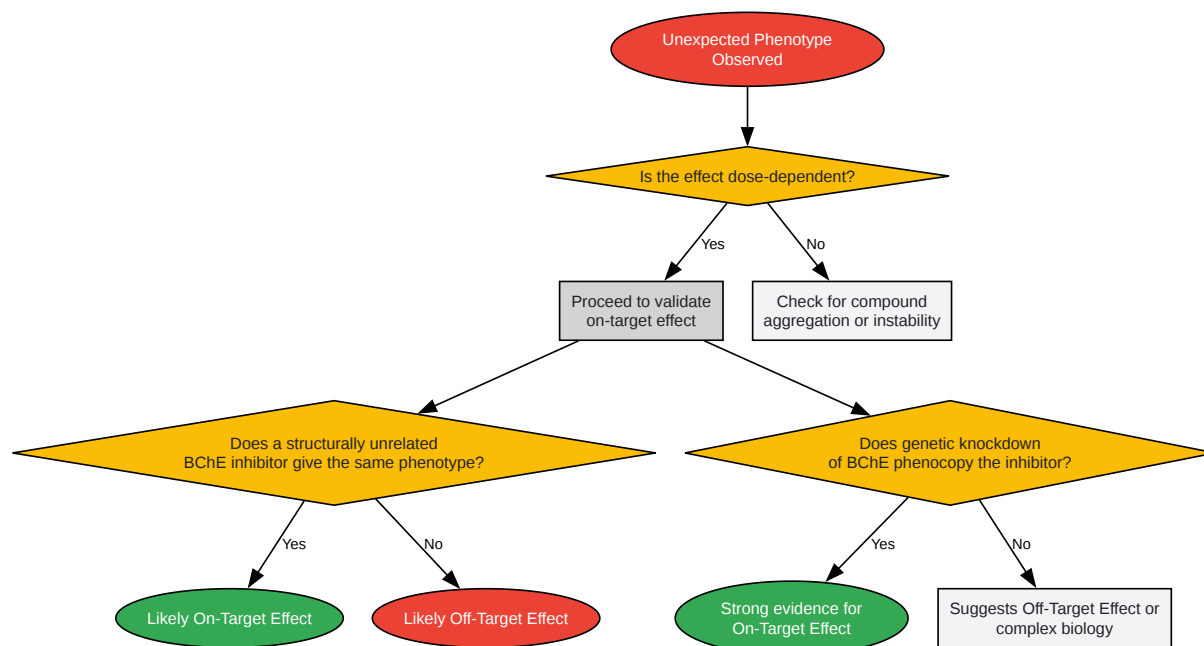 Unexpected Phenotype
Observed
Is the effect dose-dependent?
Yes
No
Proceed to validate
on-target effect
Check for compound
aggregation or instability
Does a structurally unrelated
BChE inhibitor give the same phenotype?
Does genetic knockdown
of BChE phenocopy the inhibitor?
Yes
No
Yes
No
Likely On-Target Effect
Likely Off-Target Effect
Strong evidence for
On-Target Effect
Suggests Off-Target Effect or
complex biology